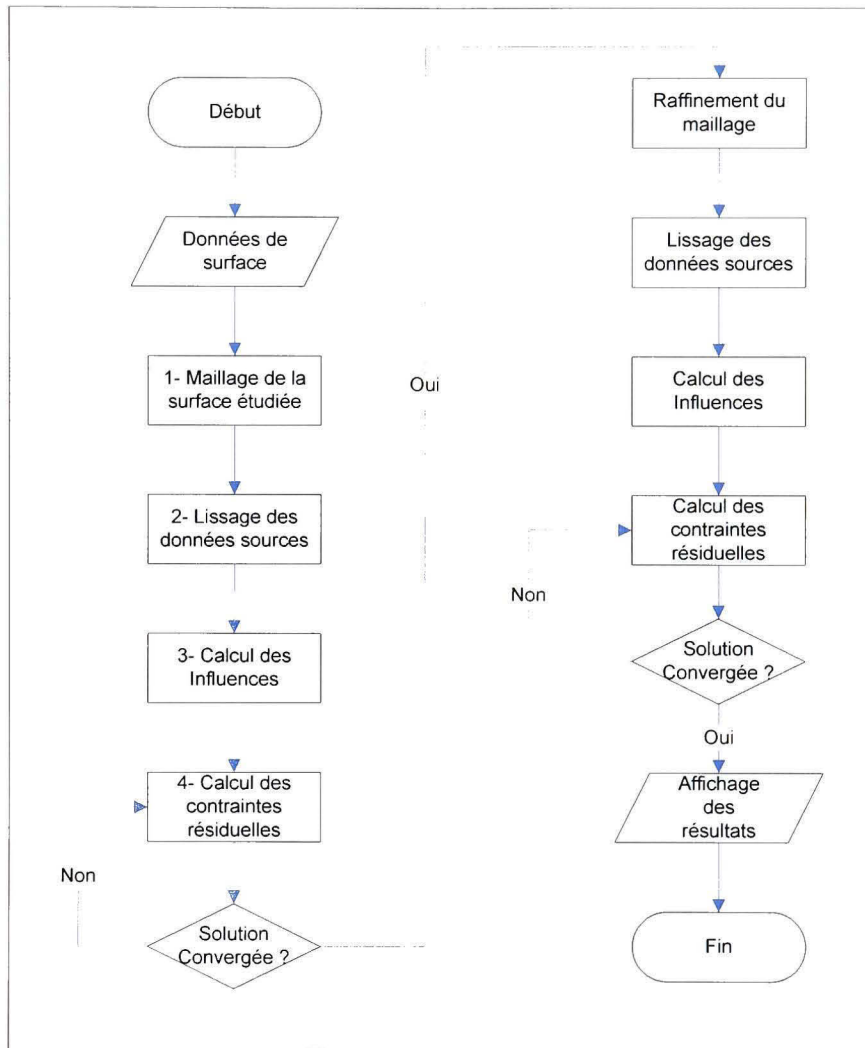 Début
Données de
surface
1- Maillage de la
surface étudiée
2- Lissage des
données sources
3- Calcul des
Influences
4- Calcul des
contraintes
résiduelles
Non
Solution
Convergée ?
Oui
Raffinement du
maillage
Lissage des
données sources
Calcul des
Influences
Calcul des
contraintes
résiduelles
Non
Solution
Convergée ?
Oui
Affichage
des
résultats
Fin